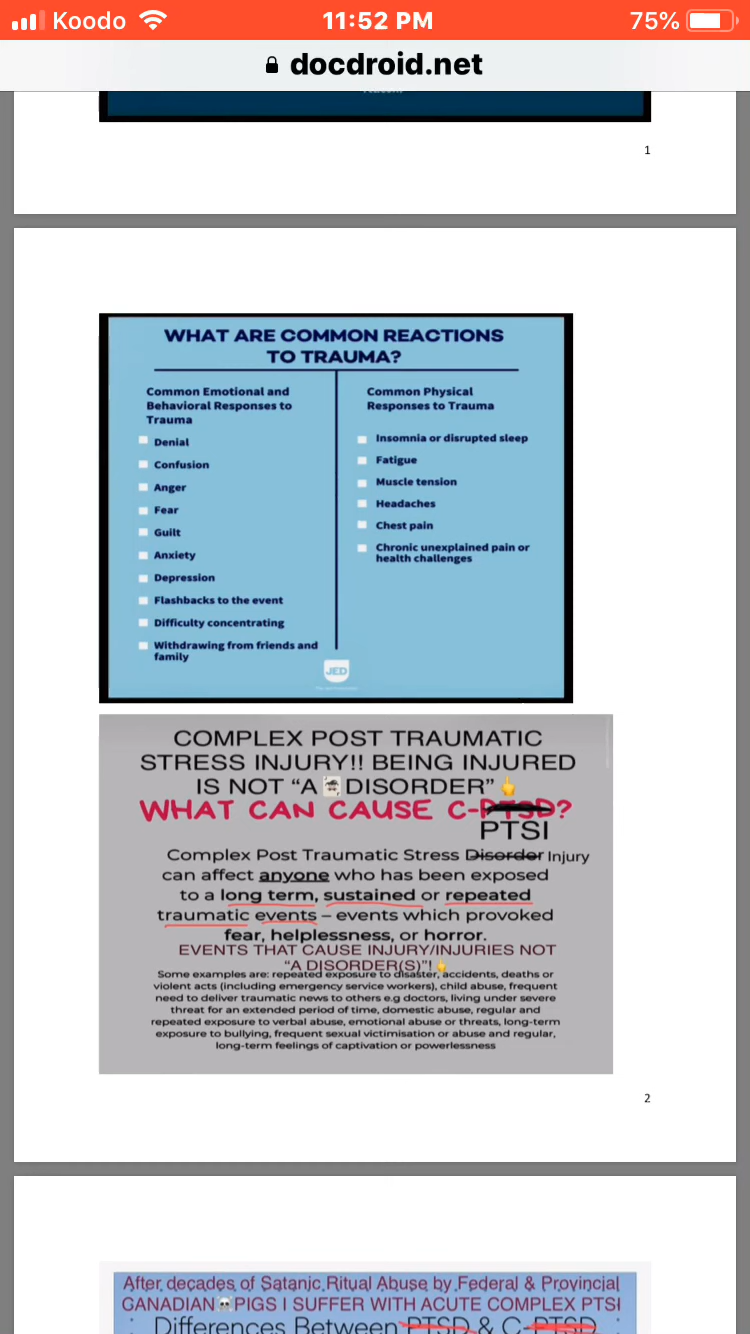 Koodo 11:52 PM 75%
docdroid.net
1
WHAT ARE COMMON REACTIONS
TO TRAUMA?
Common Emotional and
Behavioral Responses to
Trauma
Denial
Confusion
Anger
Fear
Guilt
Anxiety
Depression
Flashbacks to the event
Difficulty concentrating
Withdrawing from friends and
family
Common Physical
Responses to Trauma
Insomnia or disrupted sleep
Fatigue
Muscle tension
Headaches
Chest pain
Chronic unexplained pain or
health challenges
JED
COMPLEX POST TRAUMATIC
STRESS INJURY!! BEING INJURED
IS NOT “A DISORDER”
WHAT CAN CAUSE C-PTSD?
PTSI
Complex Post Traumatic Stress Disorder Injury
can affect anyone who has been exposed
to a long term, sustained or repeated
traumatic events – events which provoked
fear, helplessness, or horror.
EVENTS THAT CAUSE INJURY/INJURIES NOT
“A DISORDER(S)”!
Some examples are: repeated exposure to disaster, accidents, deaths or
violent acts (including emergency service workers), child abuse, frequent
need to deliver traumatic news to others e.g doctors, living under severe
threat for an extended period of time, domestic abuse, regular and
repeated exposure to verbal abuse, emotional abuse or threats, long-term
exposure to bullying, frequent sexual victimisation or abuse and regular,
long-term feelings of captivation or powerlessness
2
After decades of Satanic Ritual Abuse by Federal & Provincial
CANADIAN PIGS I SUFFER WITH ACUTE COMPLEX PTSI
Differences Between PTSD & C-PTSD